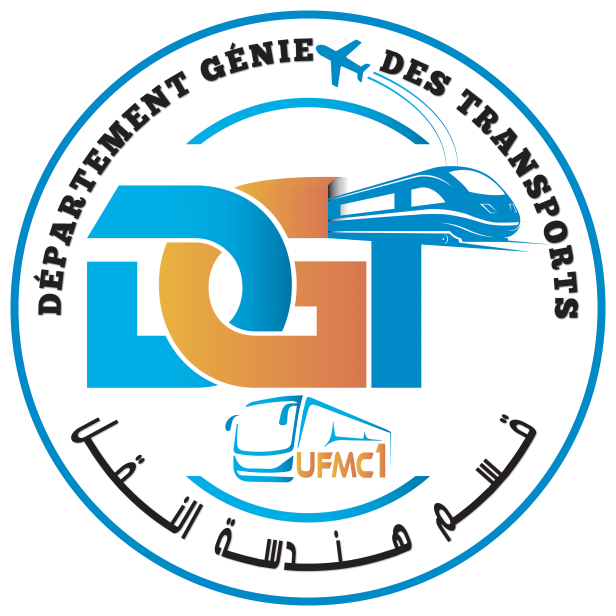 DÉPARTEMENT GÉNIE DES TRANSPORTS
DGT
UFMC1
قسم هندسة النقل